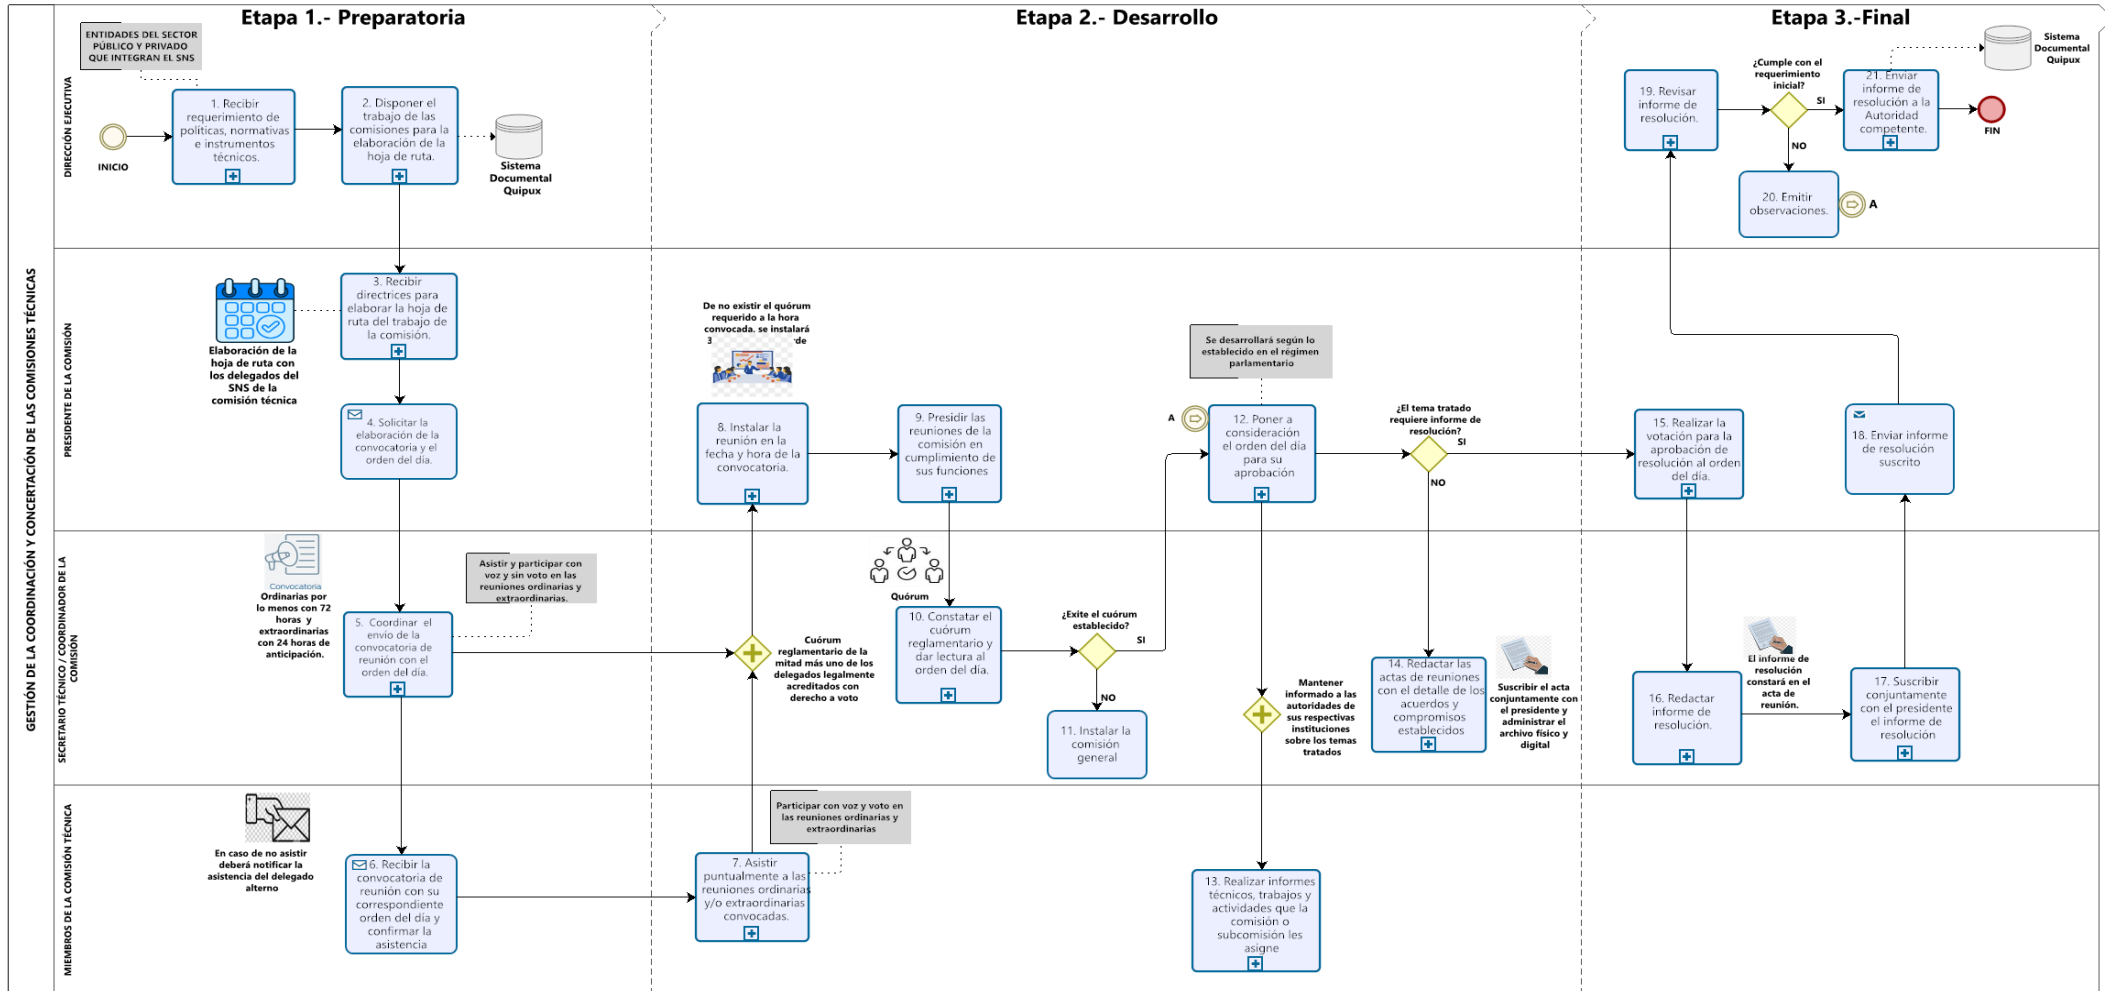 Etapa 1.- Preparatoria
Etapa 2.- Desarrollo
Etapa 3.-Final
GESTIÓN DE LA COORDINACIÓN Y CONCERTACIÓN DE LAS COMISIONES TÉCNICAS
DIRECCIÓN EJECUTIVA
ENTIDADES DEL SECTOR
PÚBLICO Y PRIVADO
QUE INTEGRAN EL SNS
INICIO
1. Recibir
requerimiento de
políticas, normativas
e instrumentos
técnicos.
2. Disponer el
trabajo de las
comisiones para la
elaboración de la
hoja de ruta.
Sistema
Documental
Quipux
19. Revisar
informe de
resolución.
¿Cumple con el
requerimiento
inicial?
SI
NO
20. Emitir
observaciones.
A
21. Enviar
informe de
resolución a la
Autoridad
competente.
Sistema
Documental
Quipux
FIN
PRESIDENTE DE LA COMISIÓN
3. Recibir
directrices para
elaborar la hoja de
ruta del trabajo de
la comisión.
Elaboración de la
hoja de ruta con
los delegados del
SNS de la
comisión técnica
4. Solicitar la
elaboración de la
convocatoria y el
orden del día.
De no existir el quórum
requerido a la hora
convocada. se instalará
3 rde
8. Instalar la
reunión en la
fecha y hora de la
convocatoria.
9. Presidir las
reuniones de la
comisión en
cumplimiento de
sus funciones
Se desarrollará según lo
establecido en el régimen
parlamentario
A
12. Poner a
consideración
el orden del día
para su
aprobación
¿El tema tratado
requiere informe de
resolución?
SI
NO
15. Realizar la
votación para la
aprobación de
resolución al orden
del día.
18. Enviar informe
de resolución
suscrito
SECRETARIO TÉCNICO / COORDINADOR DE LA
COMISIÓN
Convocatoria
Ordinarias por
lo menos con 72
horas y
extraordinarias
con 24 horas de
anticipación.
Asistir y participar con
voz y sin voto en las
reuniones ordinarias y
extraordinarias.
5. Coordinar el
envío de la
convocatoria de
reunión con el
orden del día.
Cuórum
reglamentario de la
mitad más uno de los
delegados legalmente
acreditados con
derecho a voto
Quórum
10. Constatar el
cuórum
reglamentario y
dar lectura al
orden del día.
¿Exite el cuórum
establecido?
SI
NO
11. Instalar la
comisión
general
Mantener
informado a las
autoridades de
sus respectivas
instituciones
sobre los temas
tratados
14. Redactar las
actas de reuniones
con el detalle de los
acuerdos y
compromisos
establecidos
Suscribir el acta
conjuntamente con
el presidente y
administrar el
archivo físico y
digital
16. Redactar
informe de
resolución.
El informe de
resolución
constará en el
acta de
reunión.
17. Suscribir
conjuntamente
con el presidente
el informe de
resolución
MIEMBROS DE LA COMISIÓN TÉCNICA
En caso de no asistir
deberá notificar la
asistencia del delegado
alterno
6. Recibir la
convocatoria de
reunión con su
correspondiente
orden del día y
confirmar la
asistencia
7. Asistir
puntualmente a las
reuniones ordinarias
y/o extraordinarias
convocadas.
Participar con voz y voto en
las reuniones ordinarias y
extraordinarias
13. Realizar informes
técnicos, trabajos y
actividades que la
comisión o
subcomisión les
asigne